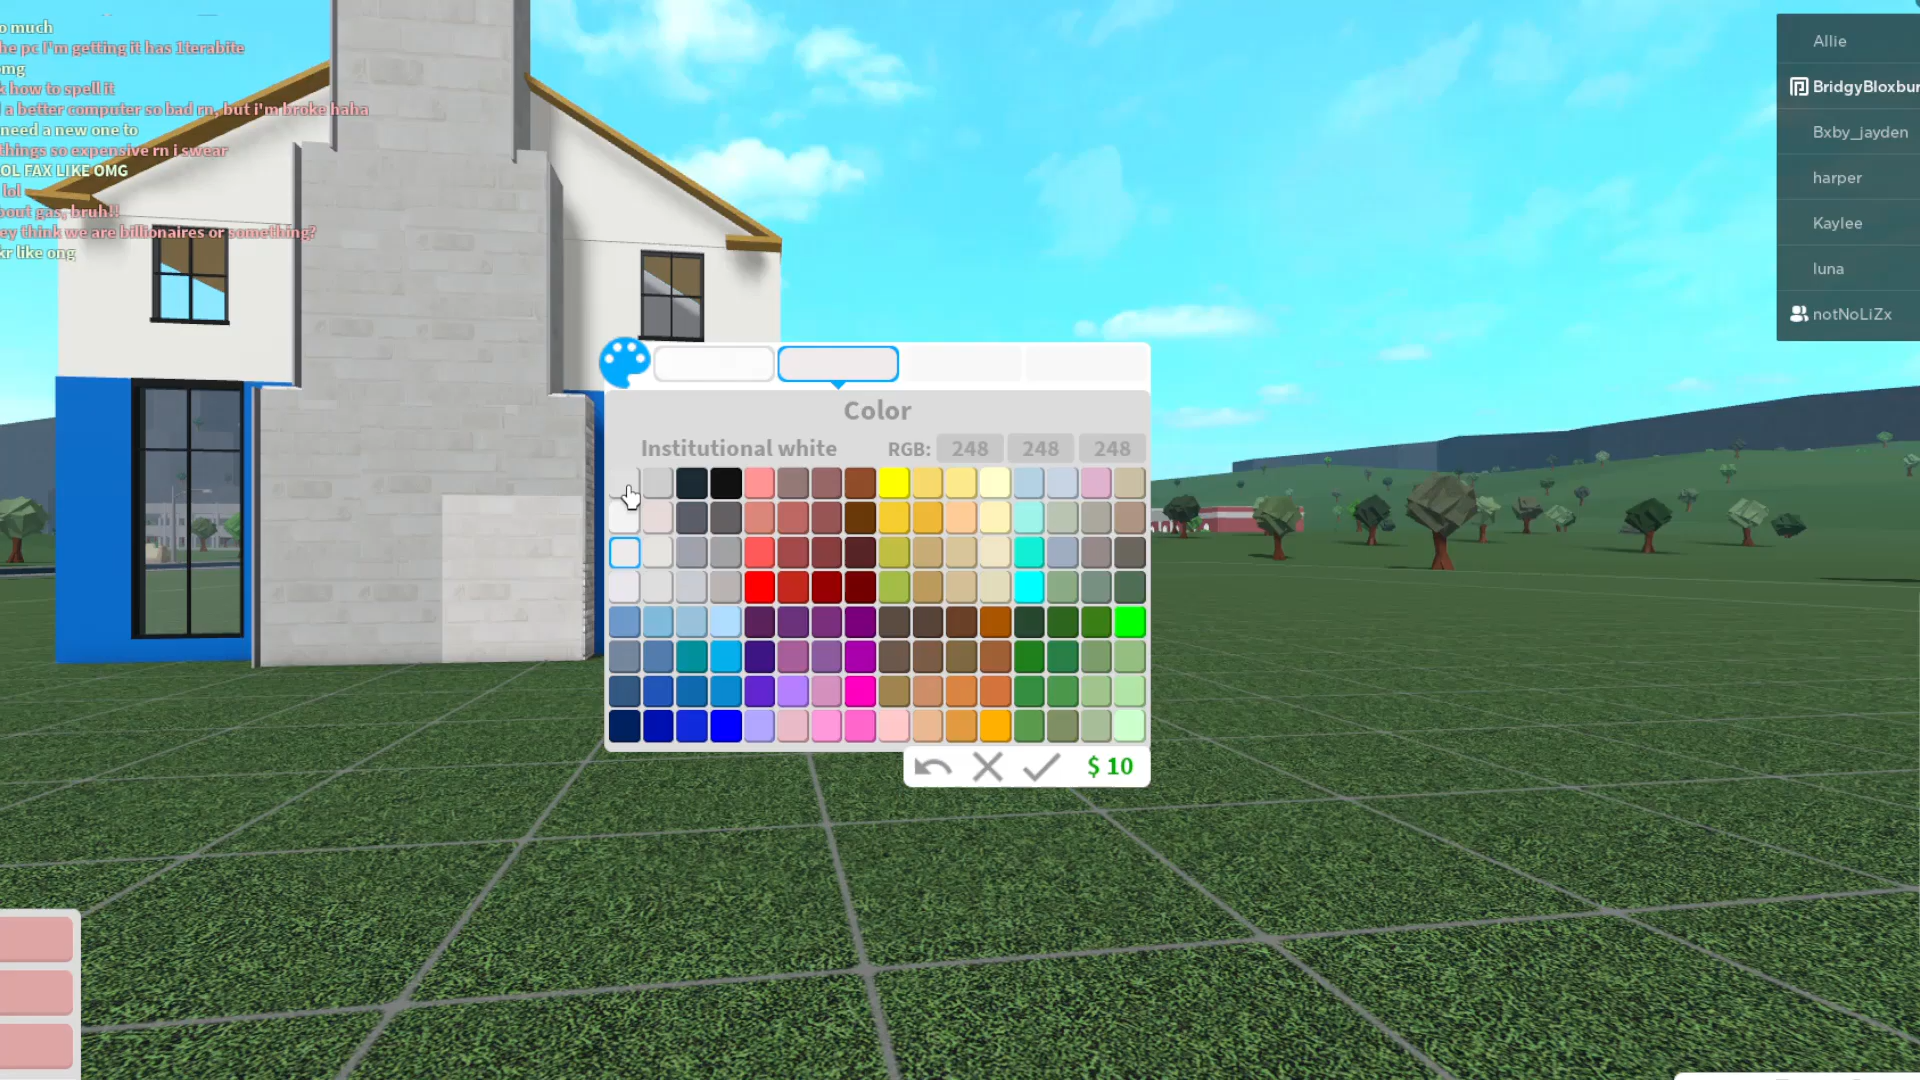 o much
he pc I'm getting it has 1terabite
omg
k how to spell it
a better computer so bad rn, but i'm broke haha
need a new one to
things so expensive rn i swear
OL FAX LIKE OMG
lol
bout gas, bruh!!
ey think we are billionaires or something?
kr like ong
Allie
BridgyBloxbur
Bxby_jayden
harper
Kaylee
luna
notNoLiZx
Color
Institutional white RGB: 248 248 248
$ 10